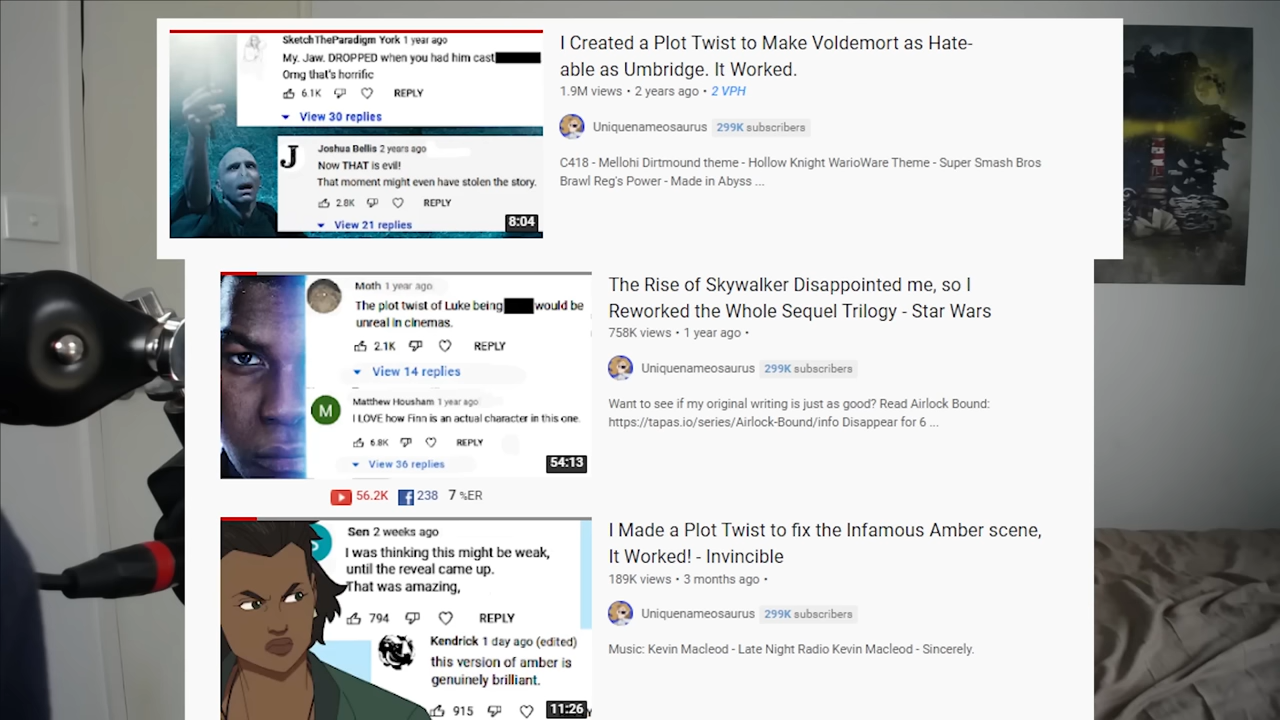 SketchTheParadigm York 1 year ago
My. Jaw. DROPPED when you had him cast
Omg that's horrific
6.1K REPLY
View 30 replies
J
Joshua Bellis 2 years ago
Now THAT is evil!
That moment might even have stolen the story.
2.8K REPLY
View 21 replies
8:04
I Created a Plot Twist to Make Voldemort as Hate-
able as Umbridge. It Worked.
1.9M views • 2 years ago • 2 VPH
Uniquenameosaurus 299K subscribers
C418 - Mellohi Dirtmound theme - Hollow Knight WarioWare Theme - Super Smash Bros
Brawl Reg's Power - Made in Abyss ...
Moth 1 year ago
The plot twist of Luke being would be
unreal in cinemas.
2.1K REPLY
View 14 replies
M
Matthew Housham 1 year ago
I LOVE how Finn is an actual character in this one.
6.8K REPLY
View 36 replies
54:13
The Rise of Skywalker Disappointed me, so I
Reworked the Whole Sequel Trilogy - Star Wars
758K views • 1 year ago •
Uniquenameosaurus 299K subscribers
Want to see if my original writing is just as good? Read Airlock Bound:
https://tapas.io/series/Airlock-Bound/info Disappear for 6 ...
56.2K f 238 7 %ER
S
Sen 2 weeks ago
I was thinking this might be weak,
until the reveal came up.
That was amazing,
794 REPLY
Kendrick 1 day ago (edited)
this version of amber is
genuinely brilliant.
915
11:26
I Made a Plot Twist to fix the Infamous Amber scene,
It Worked! - Invincible
189K views • 3 months ago •
Uniquenameosaurus 299K subscribers
Music: Kevin Macleod - Late Night Radio Kevin Macleod - Sincerely.